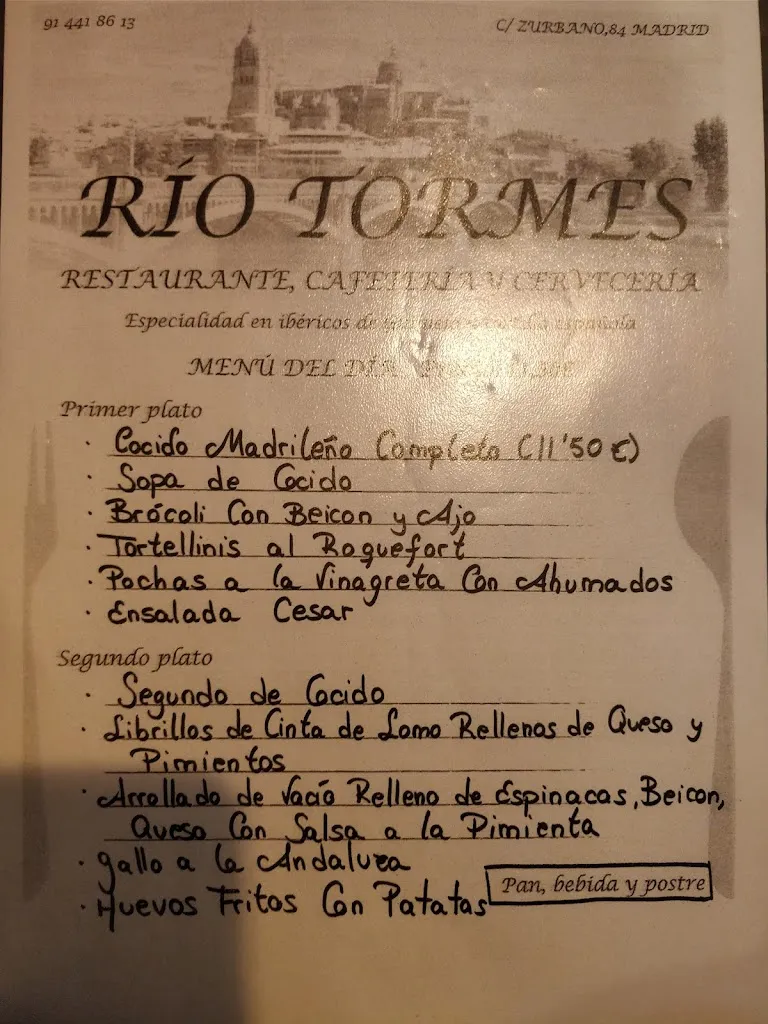 91 441 86 13
C/ ZURBANO,84 MADRID
RÍO TORMES
RESTAURANTE, CAFETERÍA Y CERVECERÍA
Especialidad en ibéricos de española
MENÚ DEL DÍA
Primer plato
· Cocido Madrileño Completo (11'50 €)
· Sopa de Cocido
· Brócoli Con Beicon y Ajo
· Tortellinis al Roquefort
· Pochas a la Vinagreta Con Ahumados
· Ensalada Cesar
Segundo plato
· Segundo de Cocido
· Librillos de Cinta de Lomo Rellenos de Queso y
Pimientos
· Arrollado de Vacío Relleno de Espinacas, Beicon,
Queso Con Salsa a la Pimienta
· Gallo a la Andaluza
· Huevos Fritos Con Patatas
Pan, bebida y postre